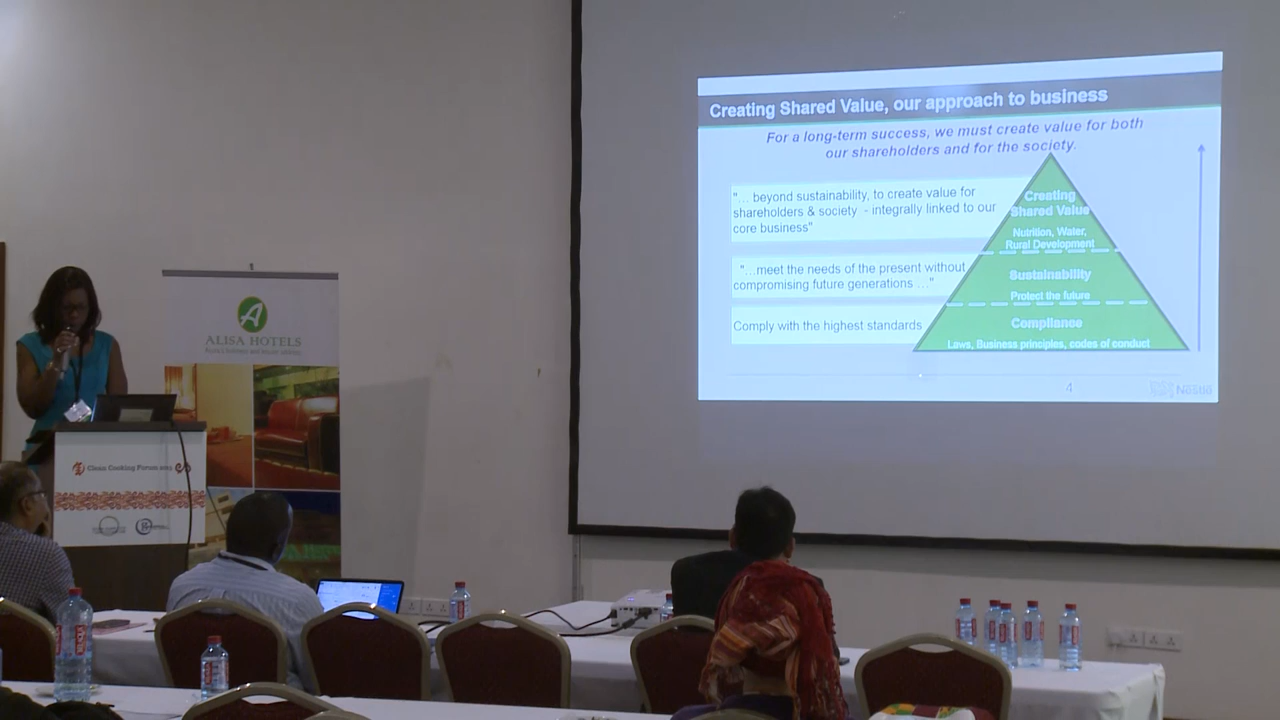 Creating Shared Value, our approach to business
For a long-term success, we must create value for both
our shareholders and for the society.
"... beyond sustainability, to create value for
shareholders & society - integrally linked to our
core business"
"...meet the needs of the present without
compromising future generations ..."
Comply with the highest standards
Creating
Shared Value
Nutrition, Water,
Rural Development
Sustainability
Protect the future
Compliance
Laws, Business principles, codes of conduct
4
Nestlé
A
ALISA HOTELS
Clean Cooking Forum